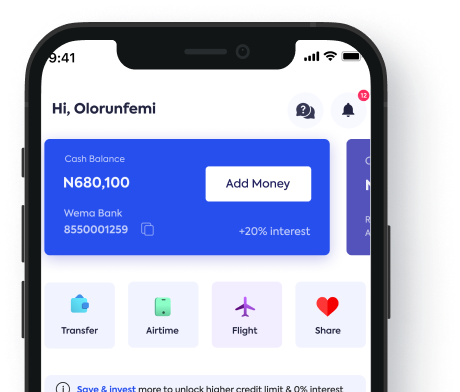 9:41
Hi, Olorunfemi
12
Cash Balance
N680,100
Add Money
Wema Bank
8550001259
+20% interest
Transfer
Airtime
Flight
Share
Save & invest more to unlock higher credit limit & 0% interest